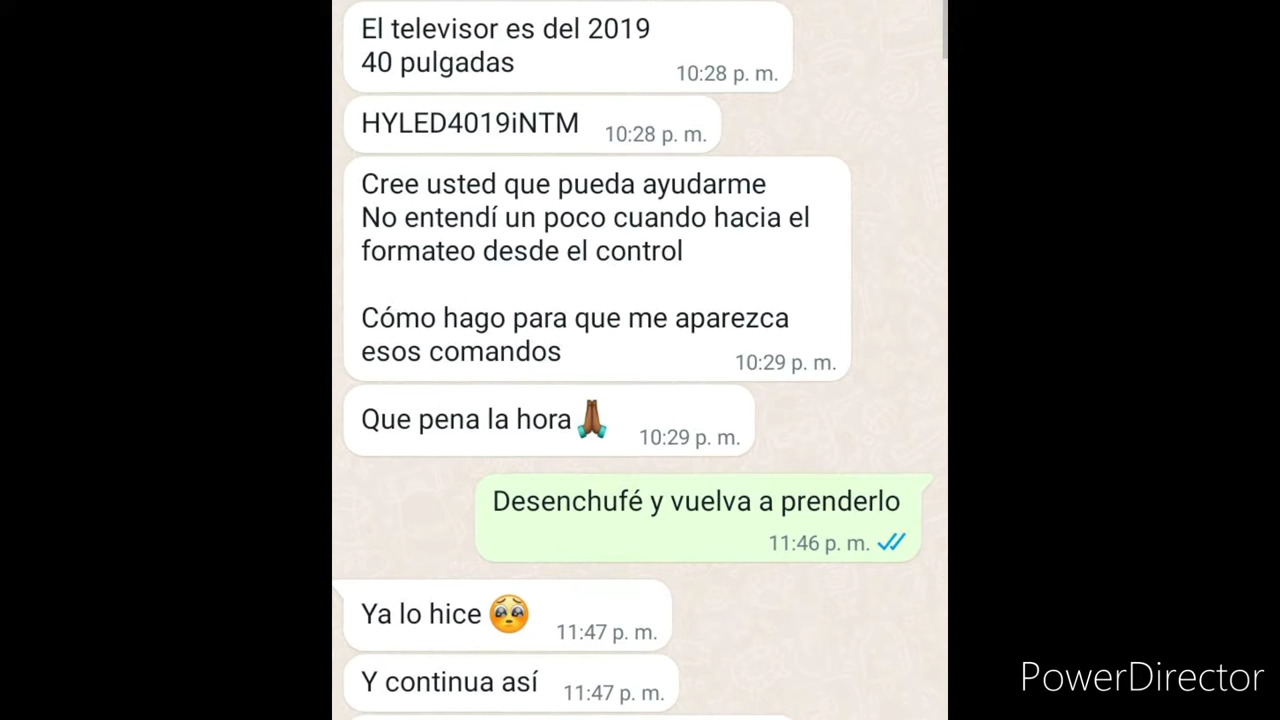 El televisor es del 2019
40 pulgadas
10:28 p. m.
HYLED4019iNTM
10:28 p. m.
Cree usted que pueda ayudarme
No entendí un poco cuando hacia el
formateo desde el control
Cómo hago para que me aparezca
esos comandos
10:29 p. m.
Que pena la hora🙏🏾
10:29 p. m.
Desenchufé y vuelva a prenderlo
11:46 p. m.
Ya lo hice 🥺
11:47 p. m.
Y continua así
11:47 p. m.
PowerDirector